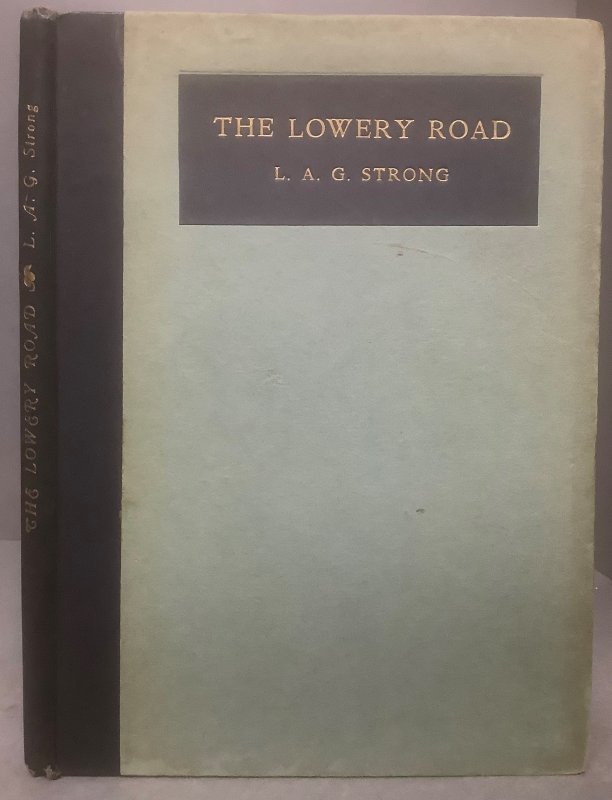 THE LOWERY ROAD
L. A. G. STRONG
THE LOWERY ROAD L. A. G. Strong